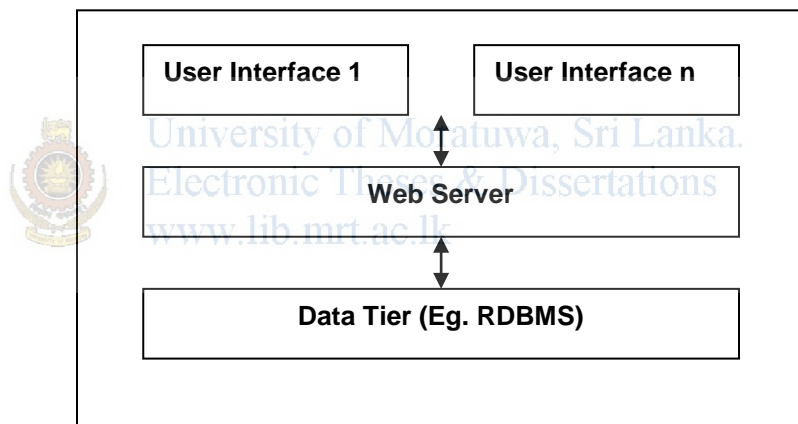 User Interface 1
User Interface n
University of Moratuwa, Sri Lanka.
Electronic Theses & Dissertations
Web Server
www.lib.mrt.ac.lk
Data Tier (Eg. RDBMS)